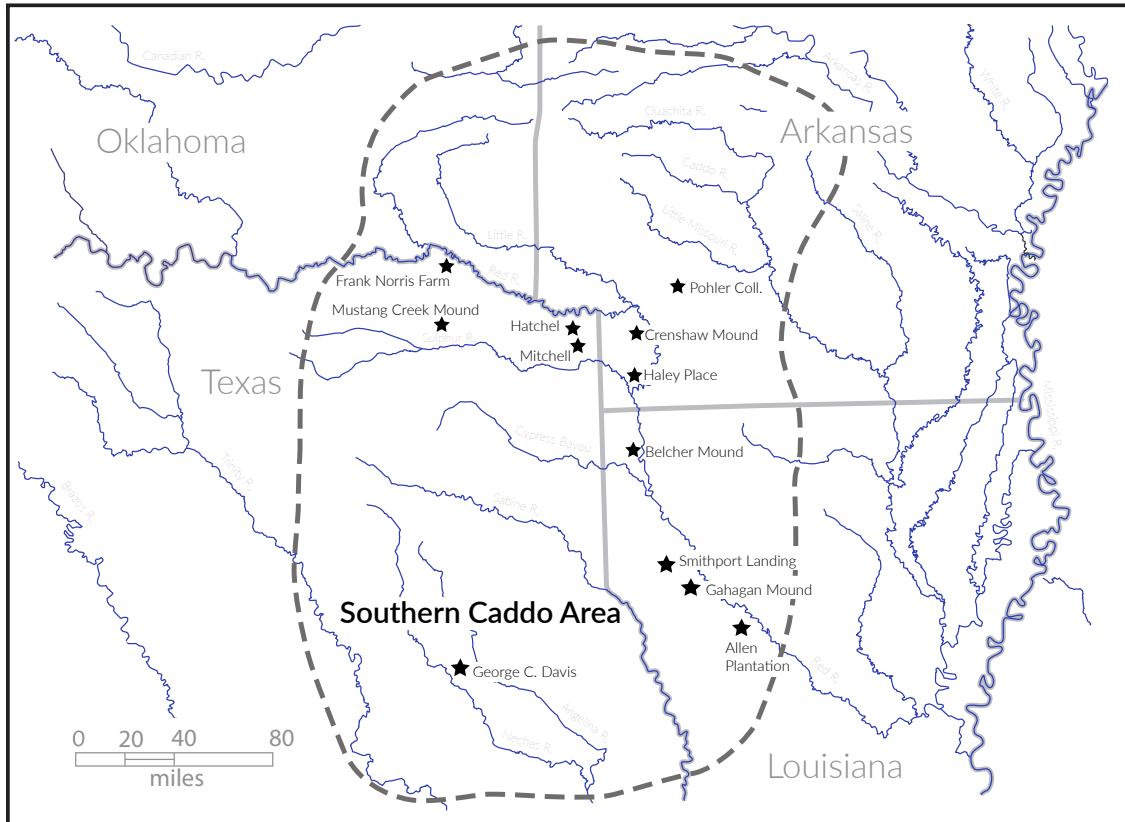 Canadian R.
Arkansas R.
White R.
Oklahoma
Ouachita R.
Arkansas
Caddo R.
Little Missouri R.
Saline R.
Little R.
Red R.
Frank Norris Farm
Pohler Coll.
Mustang Creek Mound
Hatchel
Sulphur R.
Crenshaw Mound
Mitchell
Haley Place
Texas
Mississippi R.
Cypress Bayou
Belcher Mound
Trinity R.
Brazos R.
Sabine R.
Smithport Landing
Gahagan Mound
Southern Caddo Area
Allen
Plantation
George C. Davis
Red R.
Angelina R.
Neches R.
0 20 40 80
miles
Louisiana